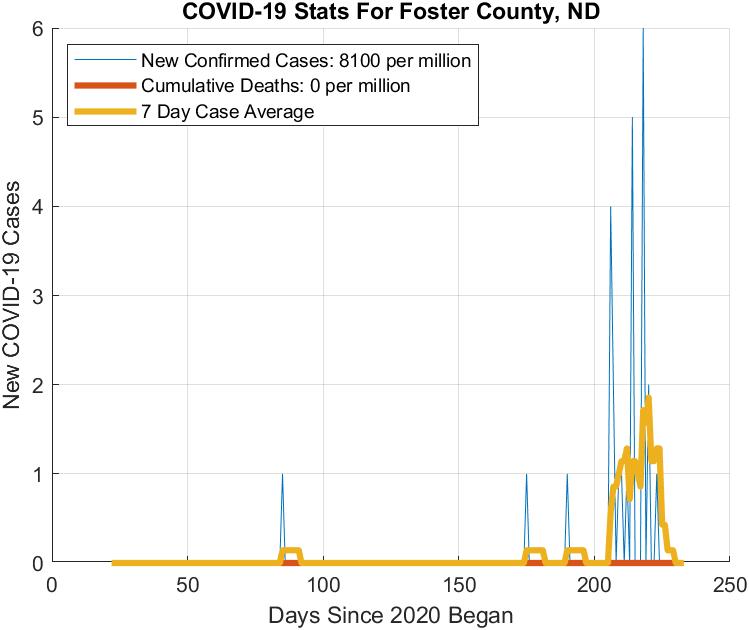 COVID-19 Stats For Foster County, ND
6
New Confirmed Cases: 8100 per million
Cumulative Deaths: 0 per million
7 Day Case Average
5
4
3
2
1
0
New COVID-19 Cases
0 50 100 150 200 250
Days Since 2020 Began